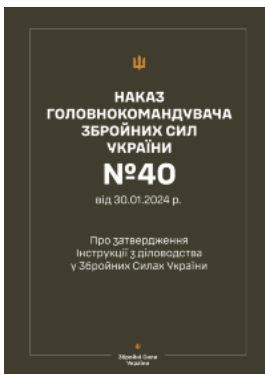 НАКАЗ
ГОЛОВНОКОМАНДУВАЧА
ЗБРОЙНИХ СИЛ
УКРАЇНИ
№40
від 30.01.2024 р.
Про затвердження
Інструкції з діловодства
у Збройних Силах України
Збройні Сили
України